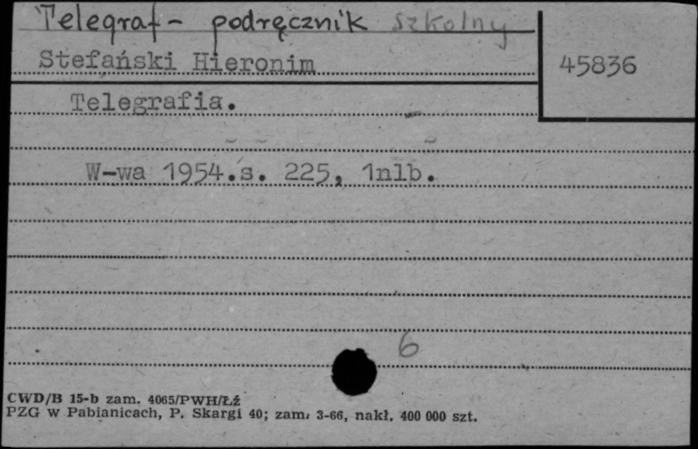 Telegraf - podręcznik szkolny
Stefański Hieronim
45836
Telegrafia.
W-wa 1954.s. 225, 1nlb.
6
CWD/B 15-b zam. 4065/PWH/Łź
PZG w Pabianicach, P. Skargi 40; zam. 3-66, nakł. 400 000 szt.